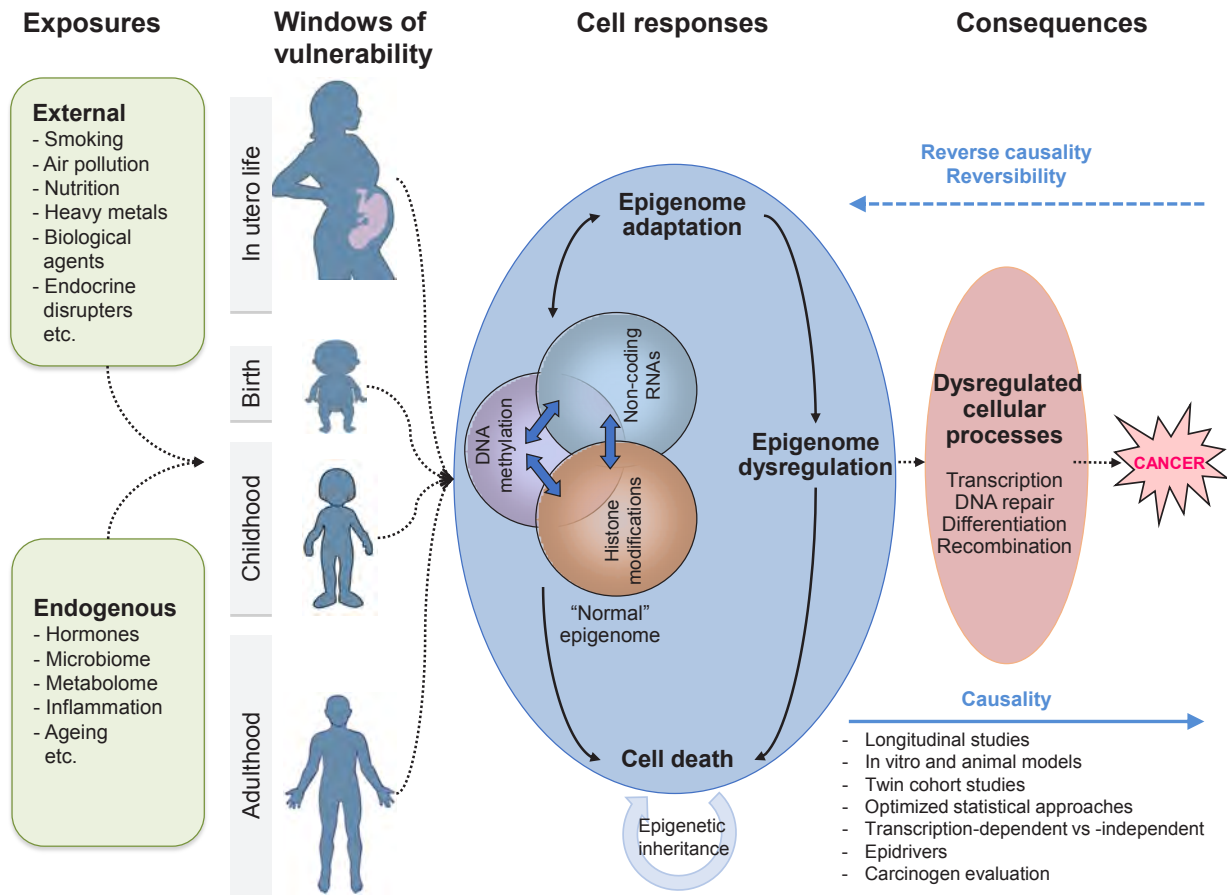 Exposures
Windows of
vulnerability
Cell responses
Consequences
External
- Smoking
- Air pollution
- Nutrition
- Heavy metals
- Biological
agents
- Endocrine
disrupters
etc.
Endogenous
- Hormones
- Microbiome
- Metabolome
- Inflammation
- Ageing
etc.
In utero life
Birth
Childhood
Adulthood
Epigenome
adaptation
Non-coding
RNAs
DNA
methylation
Histone
modifications
"Normal"
epigenome
Epigenome
dysregulation
Cell death
Epigenetic
inheritance
Reverse causality
Reversibility
Dysregulated
cellular
processes
Transcription
DNA repair
Differentiation
Recombination
CANCER
Causality
- Longitudinal studies
- In vitro and animal models
- Twin cohort studies
- Optimized statistical approaches
- Transcription-dependent vs -independent
- Epidrivers
- Carcinogen evaluation